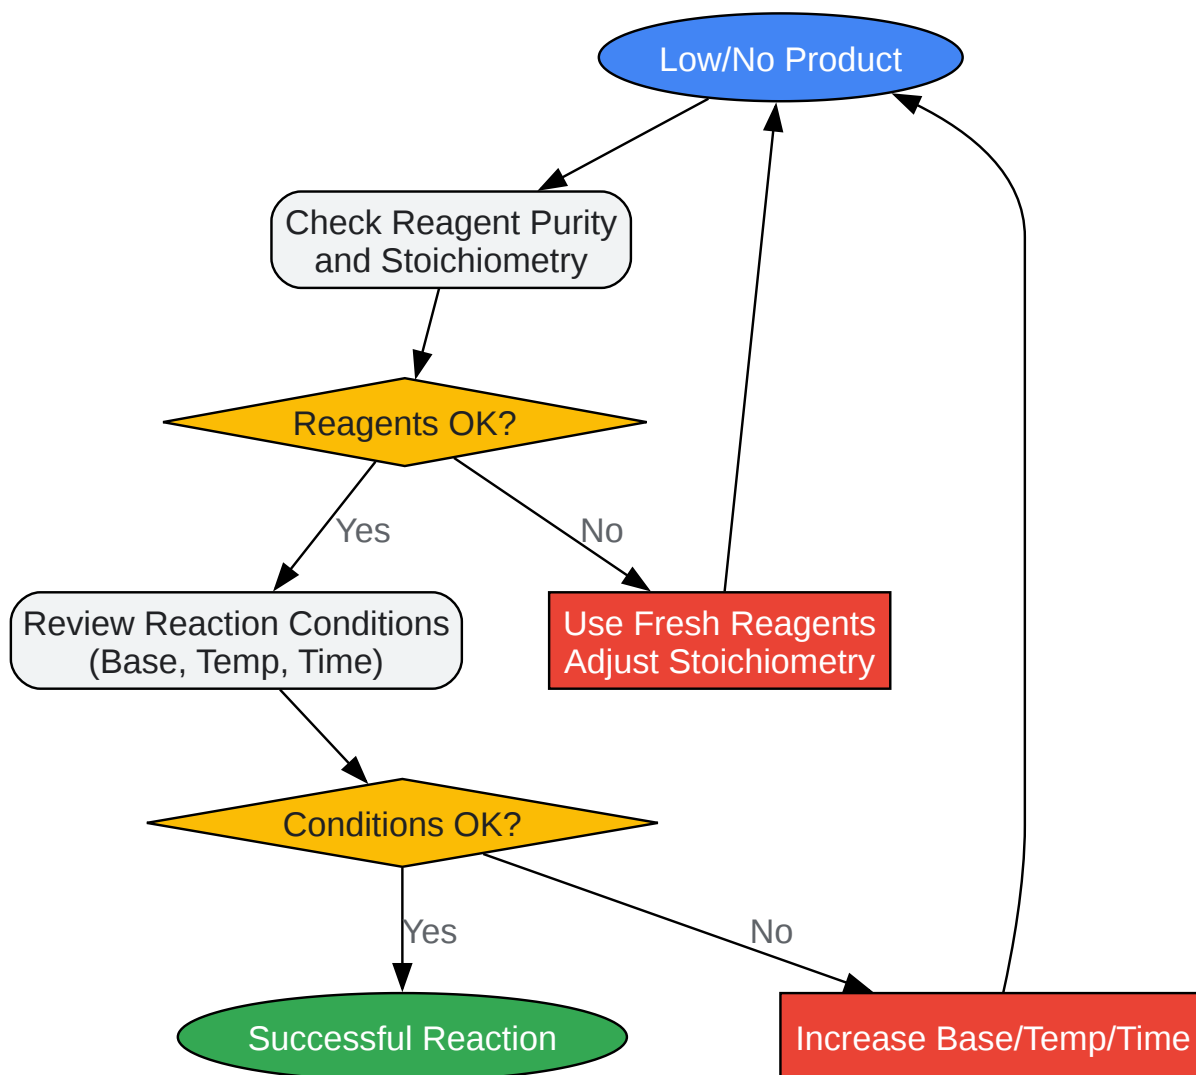 Low/No Product
Check Reagent Purity
and Stoichiometry
Reagents OK?
Yes
No
Review Reaction Conditions
(Base, Temp, Time)
Use Fresh Reagents
Adjust Stoichiometry
Conditions OK?
Yes
No
Successful Reaction
Increase Base/Temp/Time